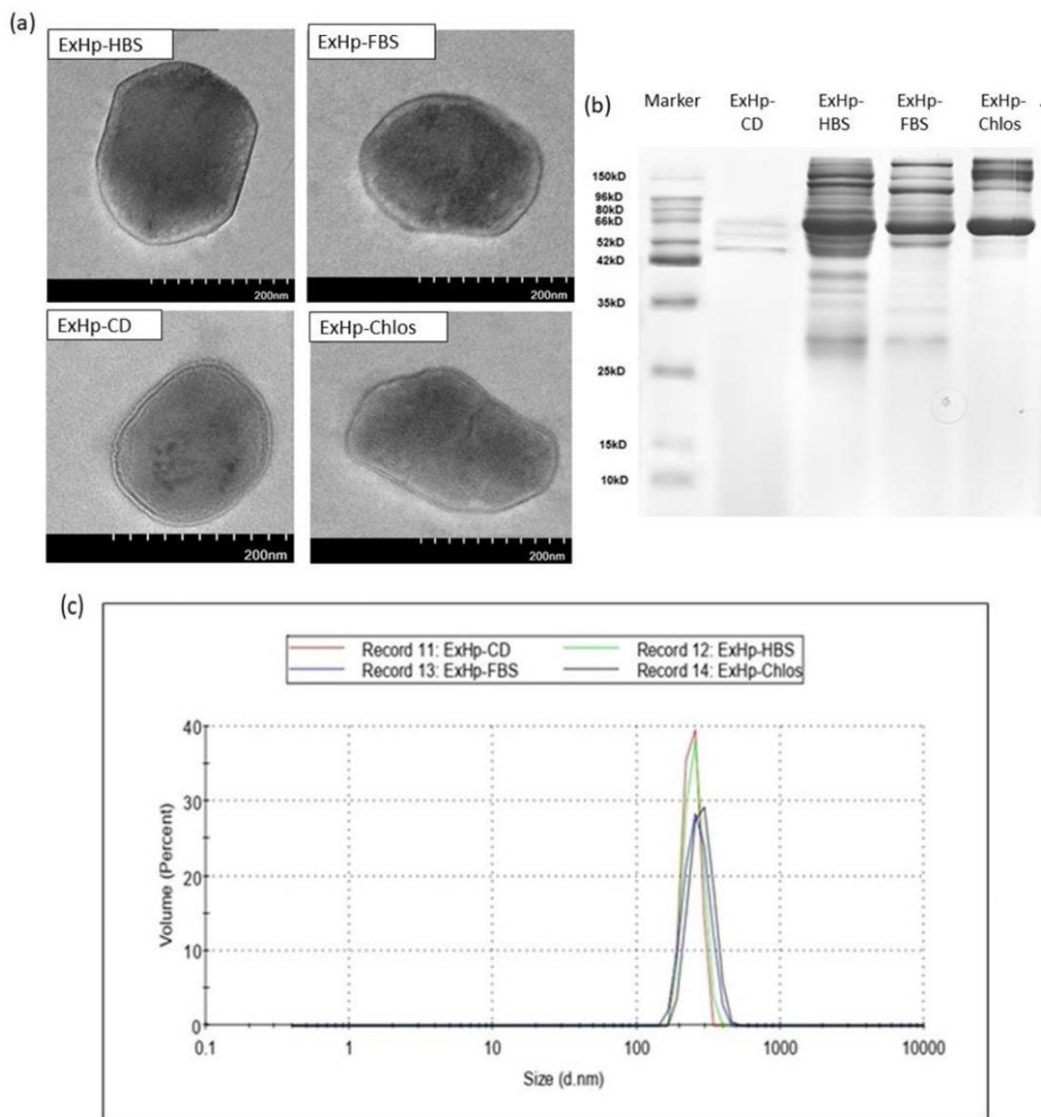 (a)
ExHp-HBS
ExHp-FBS
200nm
200nm
ExHp-CD
ExHp-Chlos
200nm
200nm
(b)
Marker
ExHp-
CD
ExHp-
HBS
ExHp-
FBS
ExHp-
Chlos
150kD
96kD
80kD
66kD
52kD
42kD
35kD
25kD
15kD
10kD
(c)
Record 11: ExHp-CD
Record 12: ExHp-HBS
Record 13: ExHp-FBS
Record 14: ExHp-Chlos
Volume (Percent)
40
30
20
10
0
0.1
1
10
100
1000
10000
Size (d.nm)